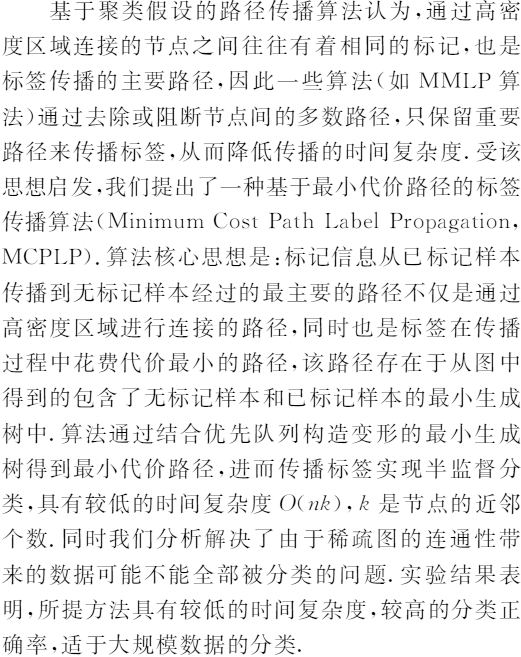 基于聚类假设的路径传播算法认为,通过高密
度区域连接的节点之间往往有着相同的标记,也是
标签传播的主要路径,因此一些算法(如 MMLP 算
法)通过去除或阻断节点间的多数路径,只保留重要
路径来传播标签,从而降低传播的时间复杂度.受该
思想启发,我们提出了一种基于最小代价路径的标签
传播算法(Minimum Cost Path Label Propagation,
MCPLP).算法核心思想是:标记信息从已标记样本
传播到无标记样本经过的最主要的路径不仅是通过
高密度区域进行连接的路径,同时也是标签在传播
过程中花费代价最小的路径,该路径存在于从图中
得到的包含了无标记样本和已标记样本的最小生成
树中.算法通过结合优先队列构造变形的最小生成
树得到最小代价路径,进而传播标签实现半监督分
类,具有较低的时间复杂度 O(nk),k 是节点的近邻
个数.同时我们分析解决了由于稀疏图的连通性带
来的数据可能不能全部被分类的问题.实验结果表
明,所提方法具有较低的时间复杂度,较高的分类正
确率,适于大规模数据的分类.